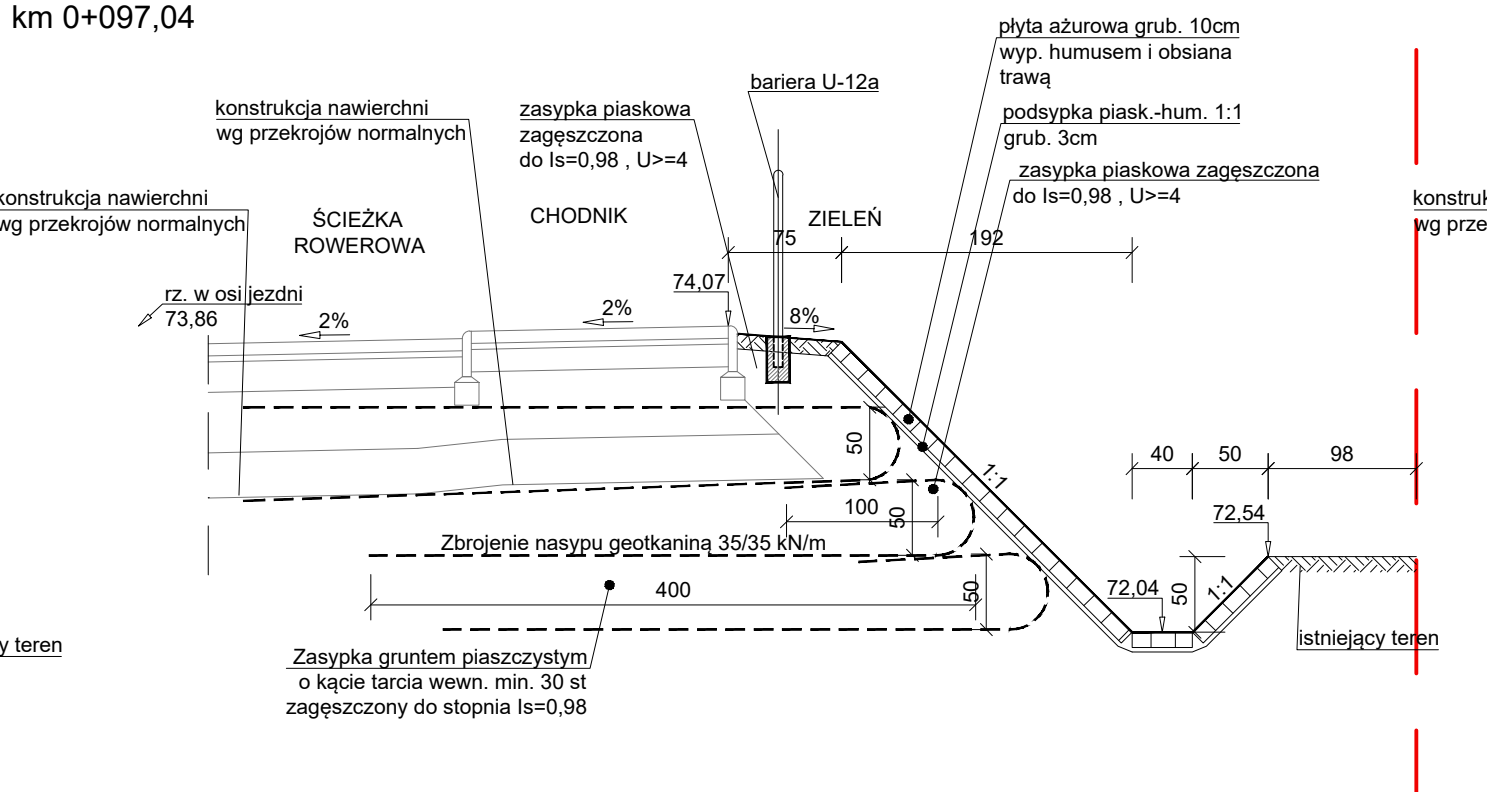 km 0+097,04
płyta ażurowa grub. 10cm
wyp. humusem i obsiana
trawą
bariera U-12a
konstrukcja nawierzchni
wg przekrojów normalnych
zasypka piaskowa
zagęszczona
do Is=0,98 , U>=4
podsypka piask.-hum. 1:1
grub. 3cm
zasypka piaskowa zagęszczona
do Is=0,98 , U>=4
konstrukcja nawierzchni
wg przekrojów normalnych
konstruk
wg prze
ŚCIEŻKA
ROWEROWA
CHODNIK
ZIELEŃ
75
192
rz. w osi jezdni
73,86
2%
2%
74,07
8%
50
1:1
40
50
98
100
50
72,54
Zbrojenie nasypu geotkaniną 35/35 kN/m
400
50
72,04
50
1:1
y teren
istniejący teren
Zasypka gruntem piaszczystym
o kącie tarcia wewn. min. 30 st
zagęszczony do stopnia Is=0,98